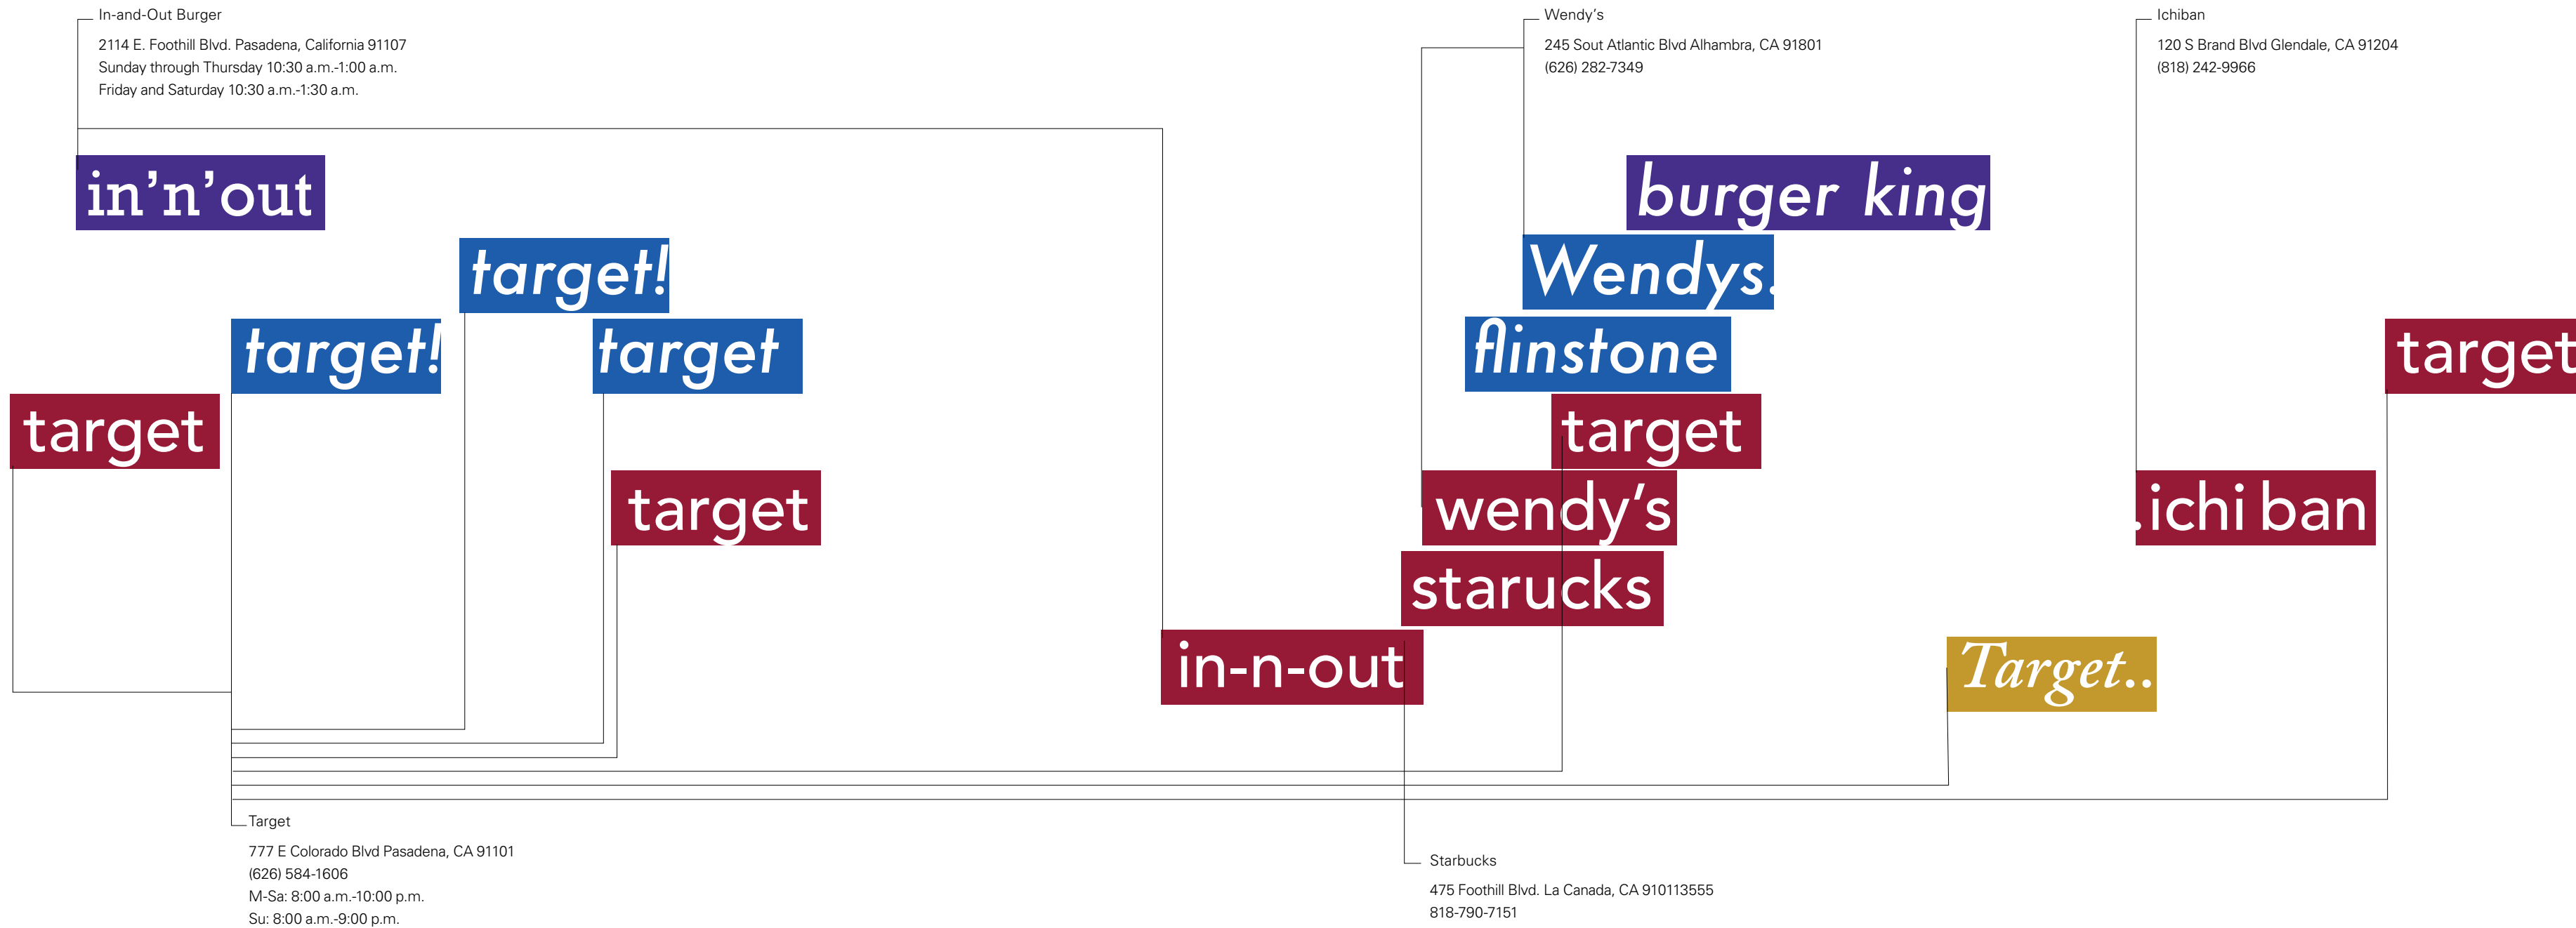 In-and-Out Burger
2114 E. Foothill Blvd. Pasadena, California 91107
Sunday through Thursday 10:30 a.m.-1:00 a.m.
Friday and Saturday 10:30 a.m.-1:30 a.m.
Wendy’s
245 Sout Atlantic Blvd Alhambra, CA 91801
(626) 282-7349
Ichiban
120 S Brand Blvd Glendale, CA 91204
(818) 242-9966
in’n’out
burger king
target!
Wendys.
target!
target
flinstone
target
target
target
target
wendy’s
.ichi ban
starucks
in-n-out
Target..
Target
777 E Colorado Blvd Pasadena, CA 91101
(626) 584-1606
M-Sa: 8:00 a.m.-10:00 p.m.
Su: 8:00 a.m.-9:00 p.m.
Starbucks
475 Foothill Blvd. La Canada, CA 910113555
818-790-7151